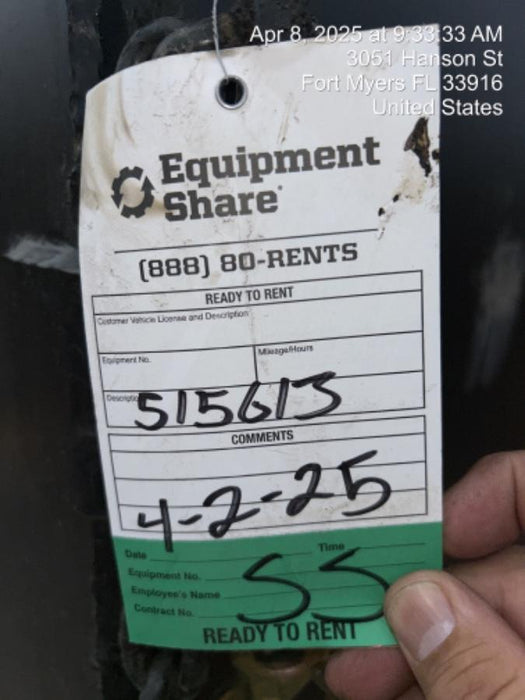 Apr 8, 2025 at 9:33:33 AM
3051 Hanson St
Fort Myers FL 33916
United States
Equipment
Share
(888) 80-RENTS
READY TO RENT
Customer Vehicle License and Description
Equipment No. Mileage/Hours
Description
515613
COMMENTS
4-2-25
Date Time
Equipment No.
Employee's Name
Contract No.
SS
READY TO RENT